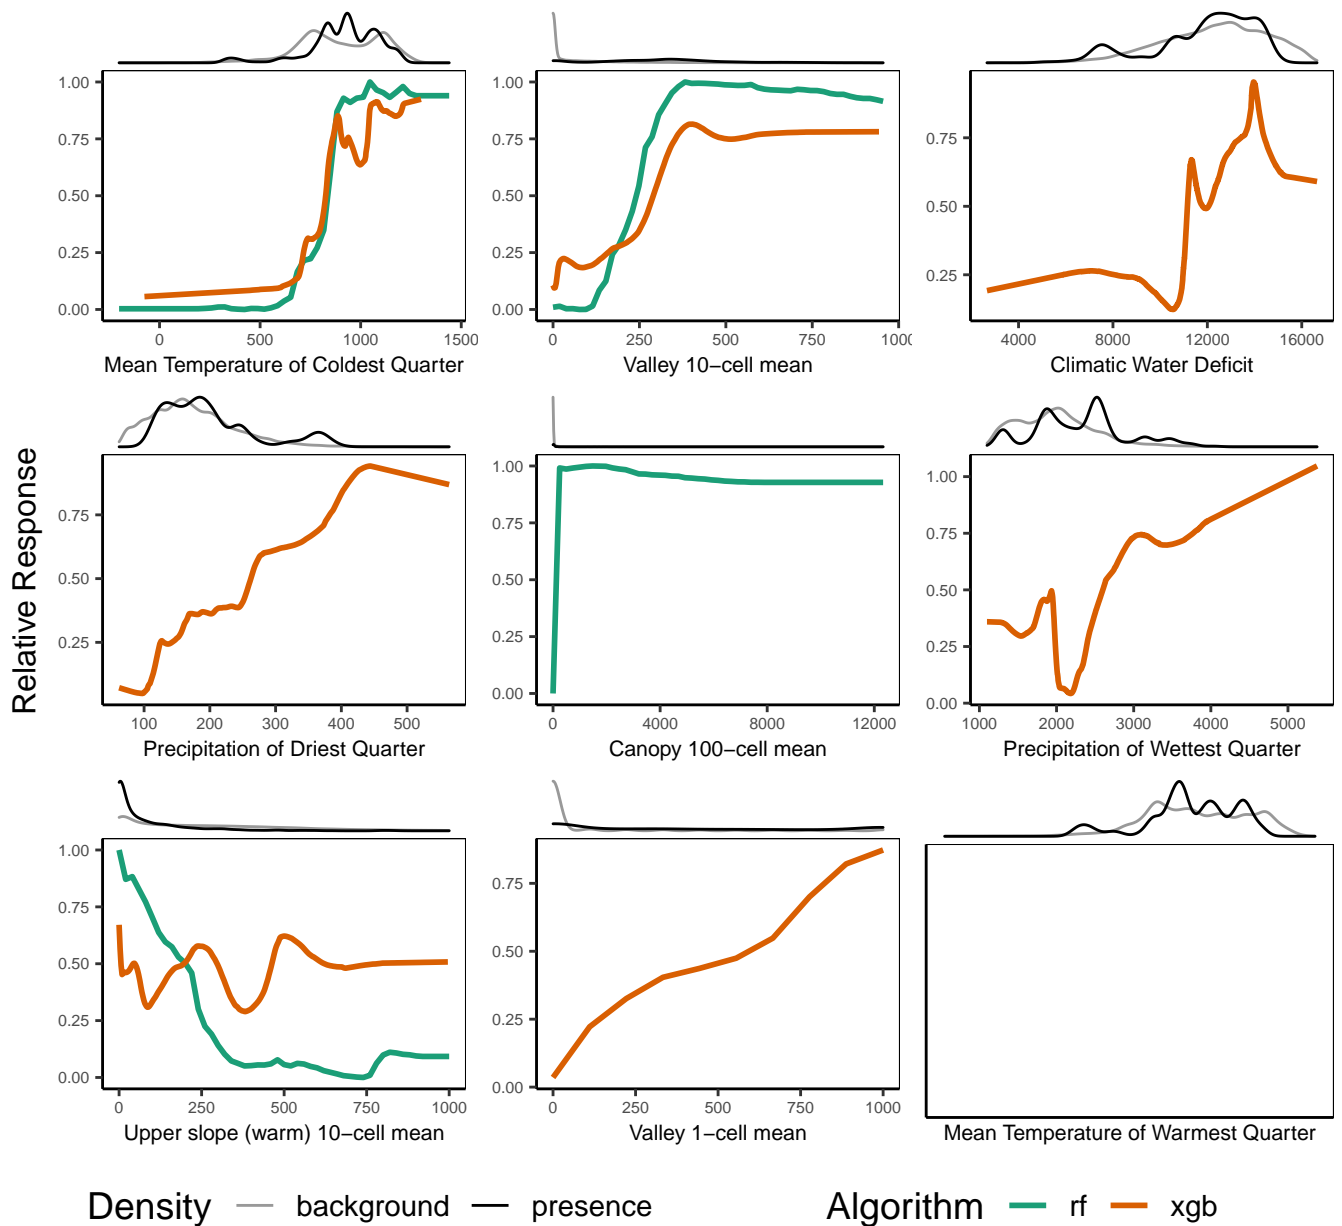 1.00
0.75
0.50
0.25
0.00
0 500 1000 1500
Mean Temperature of Coldest Quarter
1.00
0.75
0.50
0.25
0.00
0 250 500 750 100
Valley 10−cell mean
0.75
0.50
0.25
4000 8000 12000 16000
Climatic Water Deficit
Relative Response
0.75
0.50
0.25
100 200 300 400 500
Precipitation of Driest Quarter
1.00
0.75
0.50
0.25
0.00
0 4000 8000 12000
Canopy 100−cell mean
1.00
0.75
0.50
0.25
0.00
1000 2000 3000 4000 5000
Precipitation of Wettest Quarter
1.00
0.75
0.50
0.25
0.00
0 250 500 750 1000
Upper slope (warm) 10−cell mean
0.75
0.50
0.25
0.00
0 250 500 750 1000
Valley 1−cell mean
Mean Temperature of Warmest Quarter
Density background presence Algorithm rf xgb